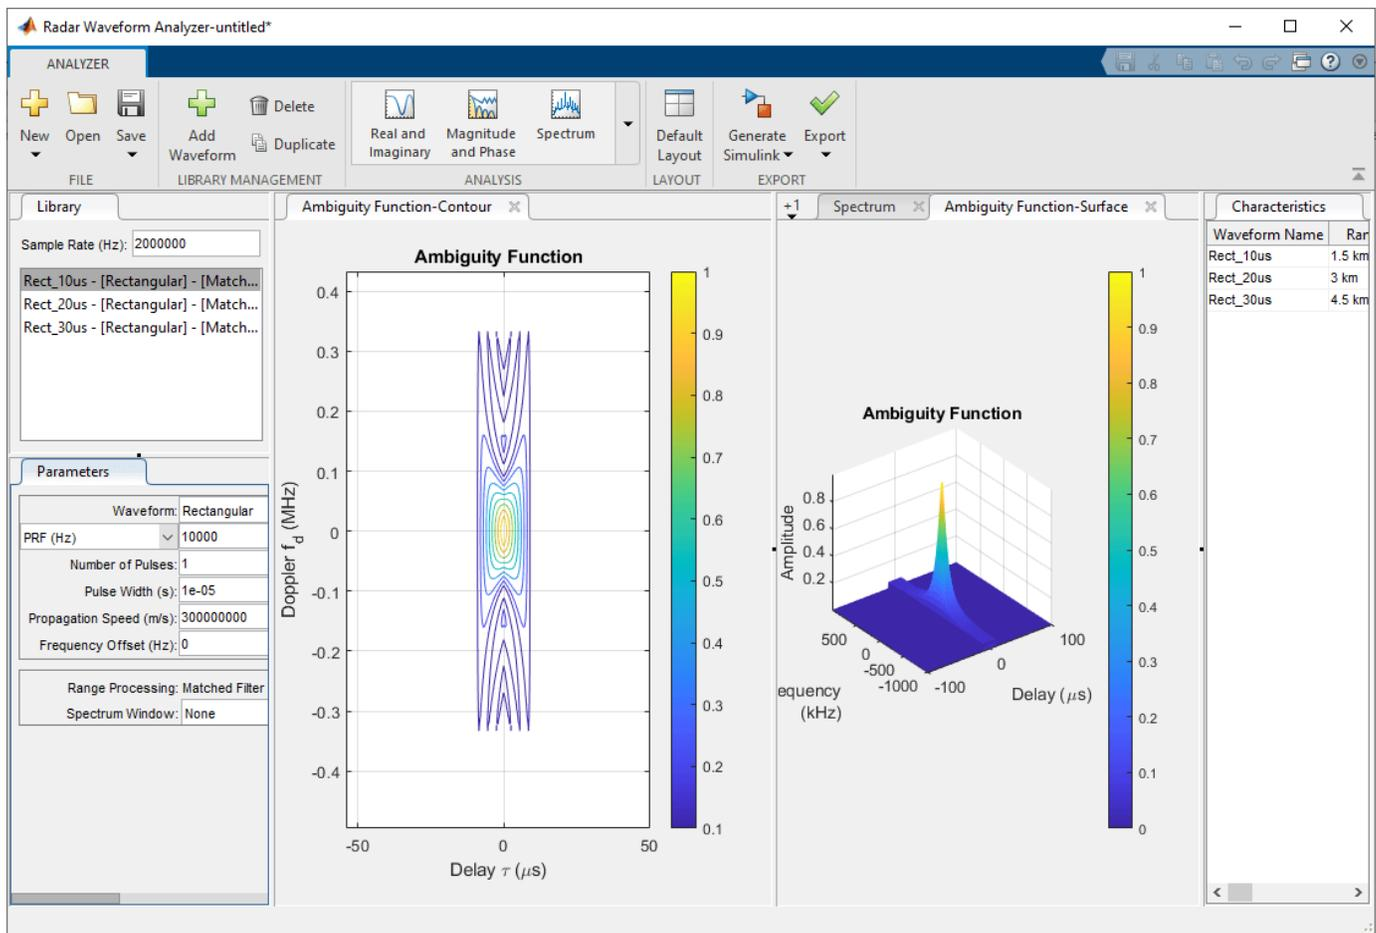 Radar Waveform Analyzer-untitled*
ANALYZER
New
Open
Save
Add
Waveform
Delete
Duplicate
Real and
Imaginary
Magnitude
and Phase
Spectrum
Default
Layout
Generate
Simulink
Export
FILE
LIBRARY MANAGEMENT
ANALYSIS
LAYOUT
EXPORT
Library
Sample Rate (Hz): 2000000
Rect_10us - [Rectangular] - [Match...
Rect_20us - [Rectangular] - [Match...
Rect_30us - [Rectangular] - [Match...
Parameters
Waveform: Rectangular
PRF (Hz) 10000
Number of Pulses: 1
Pulse Width (s): 1e-05
Propagation Speed (m/s): 300000000
Frequency Offset (Hz): 0
Range Processing: Matched Filter
Spectrum Window: None
Ambiguity Function-Contour
Ambiguity Function
0.4
0.3
0.2
0.1
0
-0.1
-0.2
-0.3
-0.4
Doppler f_d (MHz)
-50 0 50
Delay τ (μs)
1
0.9
0.8
0.7
0.6
0.5
0.4
0.3
0.2
0.1
+1
Spectrum
Ambiguity Function-Surface
Ambiguity Function
Amplitude
0.8
0.6
0.4
0.2
500
0
-500
-1000
equency
(kHz)
-100
0
100
Delay (μs)
1
0.9
0.8
0.7
0.6
0.5
0.4
0.3
0.2
0.1
0
Characteristics
Waveform Name Rar
Rect_10us 1.5 km
Rect_20us 3 km
Rect_30us 4.5 km